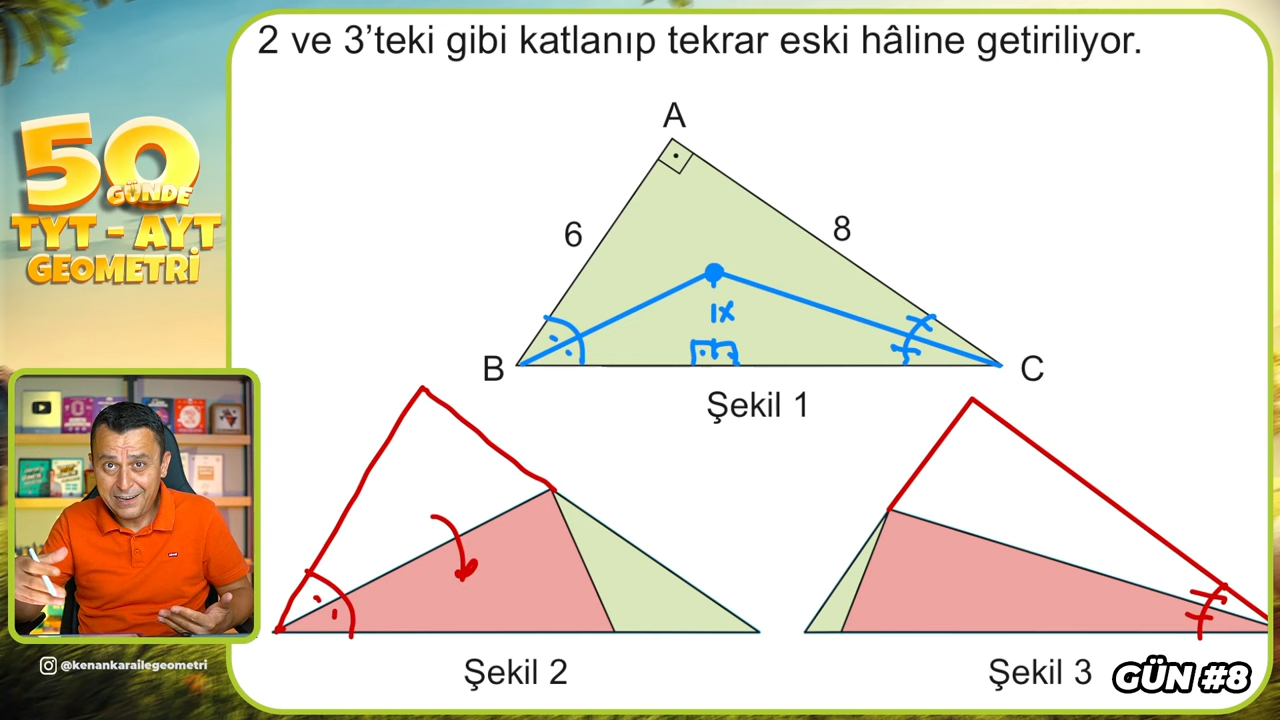 2 ve 3’teki gibi katlanıp tekrar eski hâline getiriliyor.
50
GÜNDE
TYT - AYT
GEOMETRİ
A
6
8
x
B
C
Şekil 1
Şekil 2
Şekil 3
GÜN #8
@kenankarailegeometri